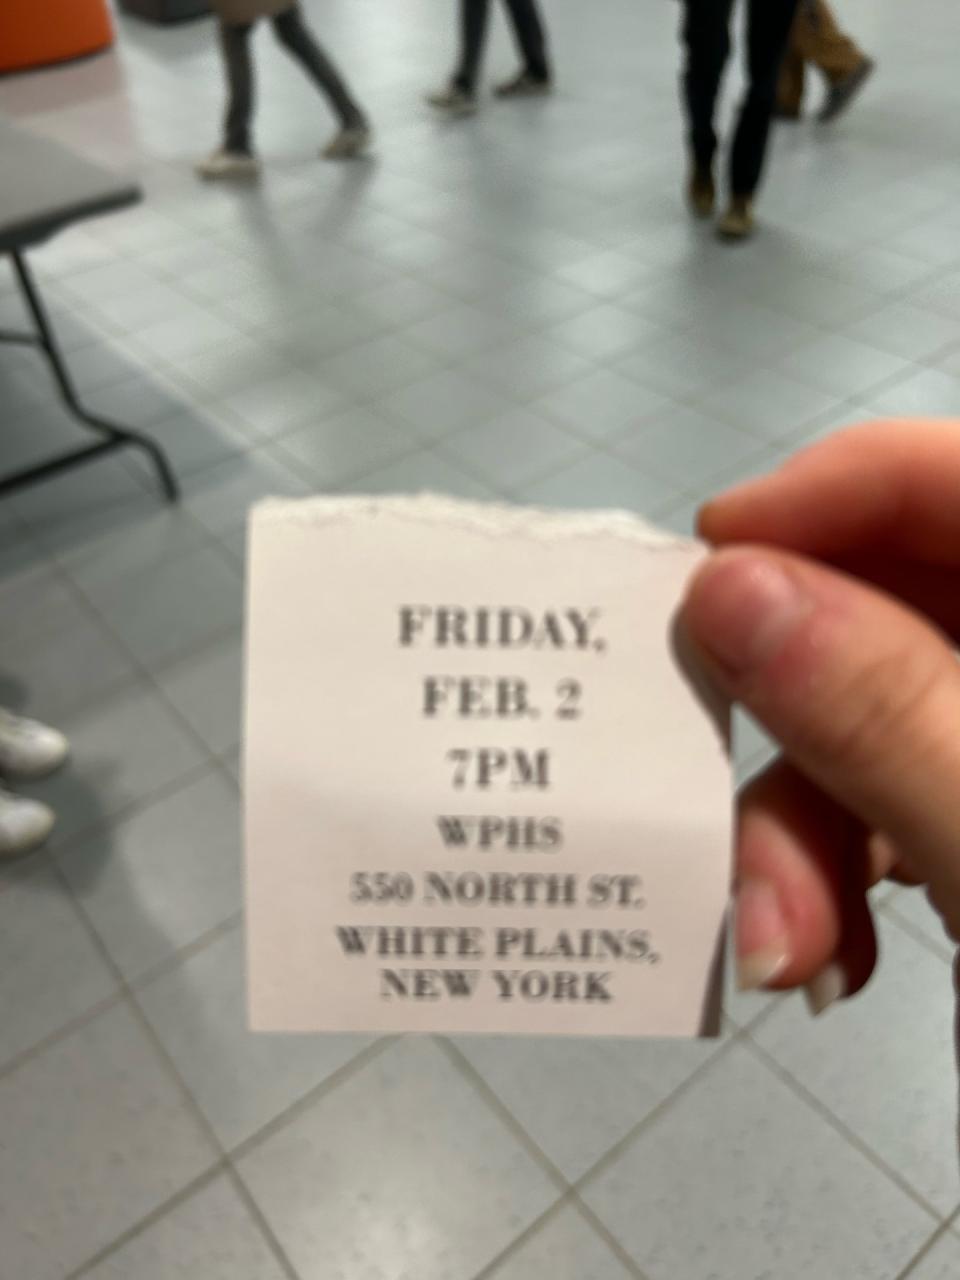 FRIDAY,
FEB. 2
7PM
WPHS
550 NORTH ST.
WHITE PLAINS,
NEW YORK